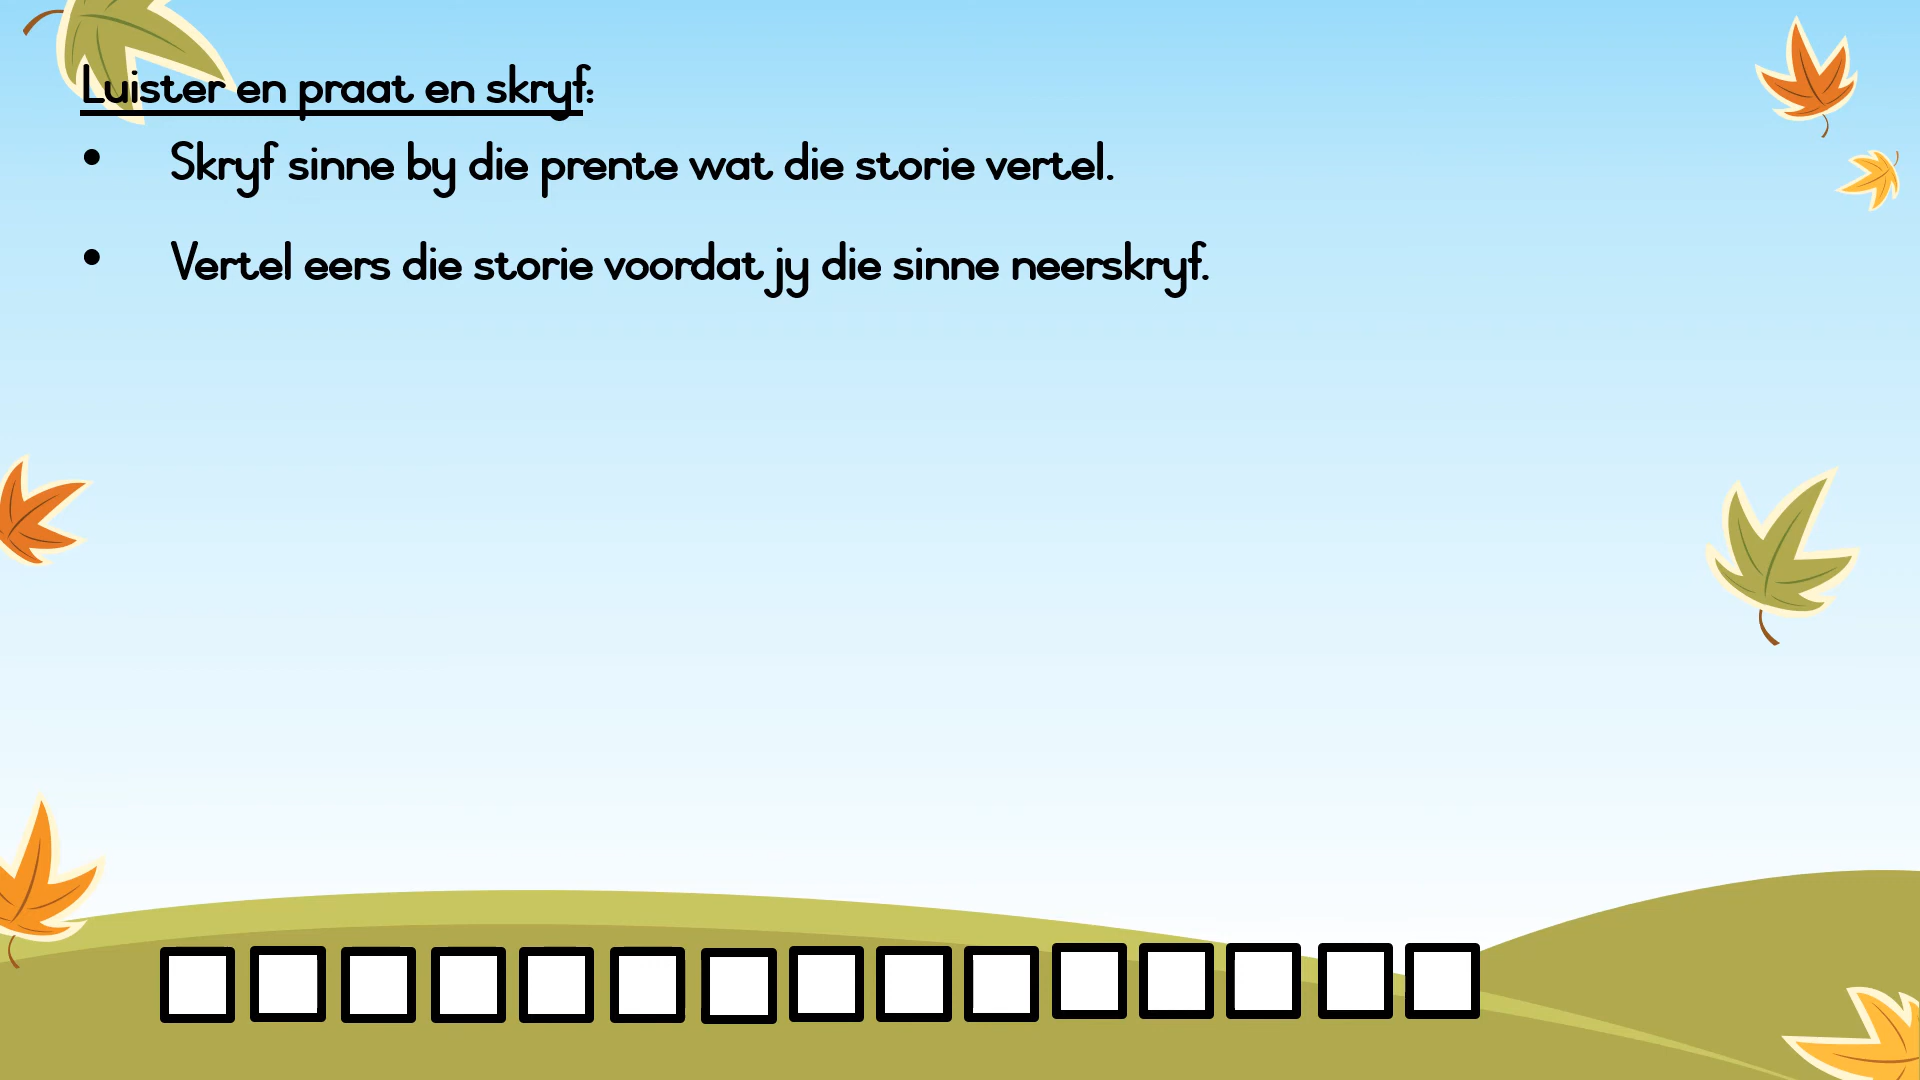 Luister en praat en skryf:
• Skryf sinne by die prente wat die storie vertel.
• Vertel eers die storie voordat jy die sinne neerskryf.